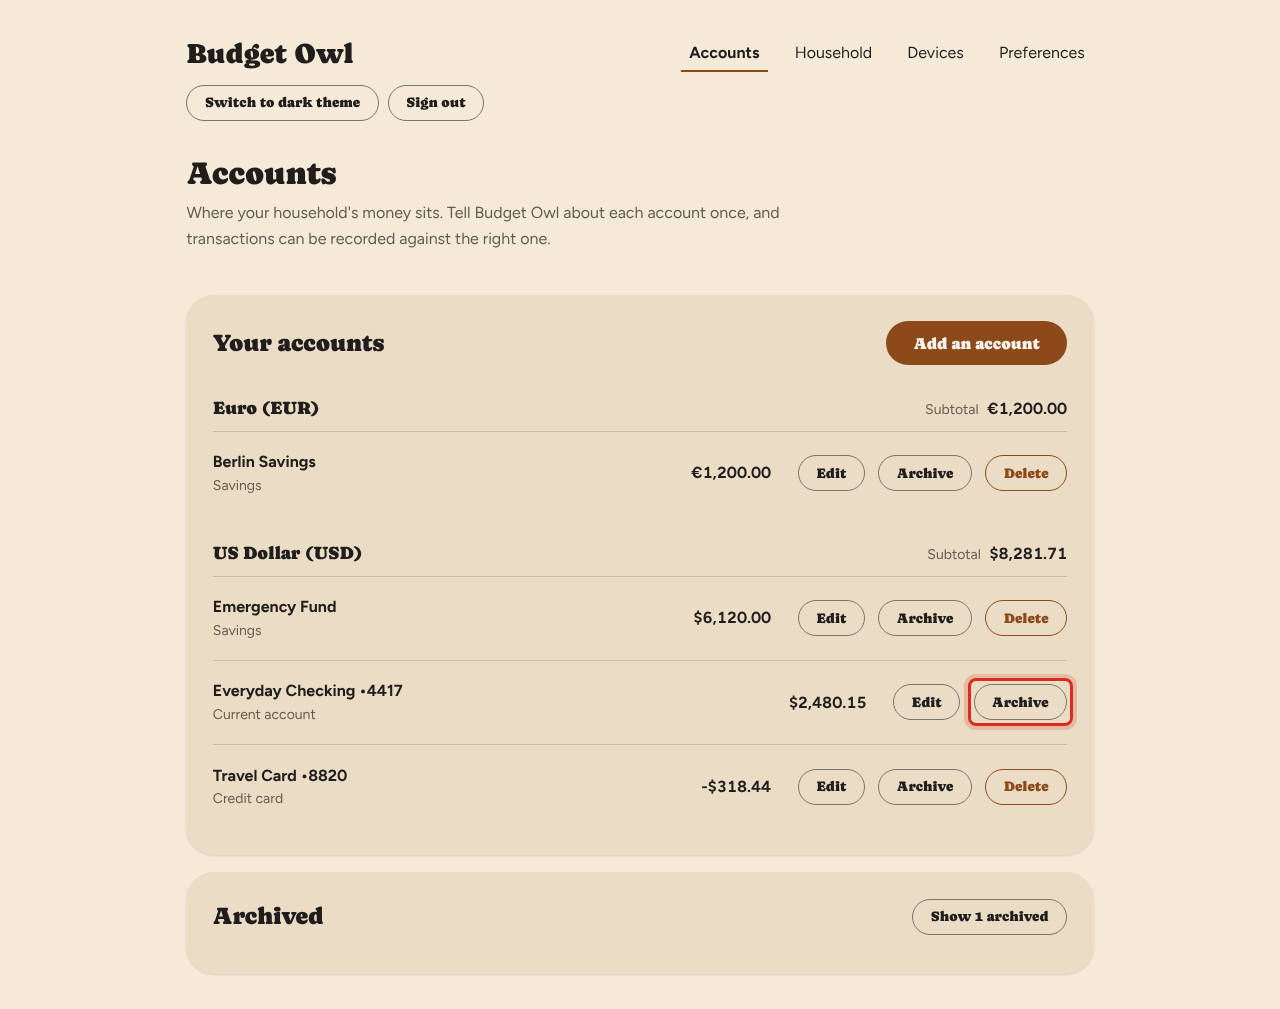 Budget Owl
Accounts Household Devices Preferences
Switch to dark theme Sign out
Accounts
Where your household's money sits. Tell Budget Owl about each account once, and
transactions can be recorded against the right one.
Your accounts Add an account
Euro (EUR) Subtotal €1,200.00
Berlin Savings
Savings
€1,200.00 Edit Archive Delete
US Dollar (USD) Subtotal $8,281.71
Emergency Fund
Savings
$6,120.00 Edit Archive Delete
Everyday Checking •4417
Current account
$2,480.15 Edit Archive
Travel Card •8820
Credit card
-$318.44 Edit Archive Delete
Archived Show 1 archived